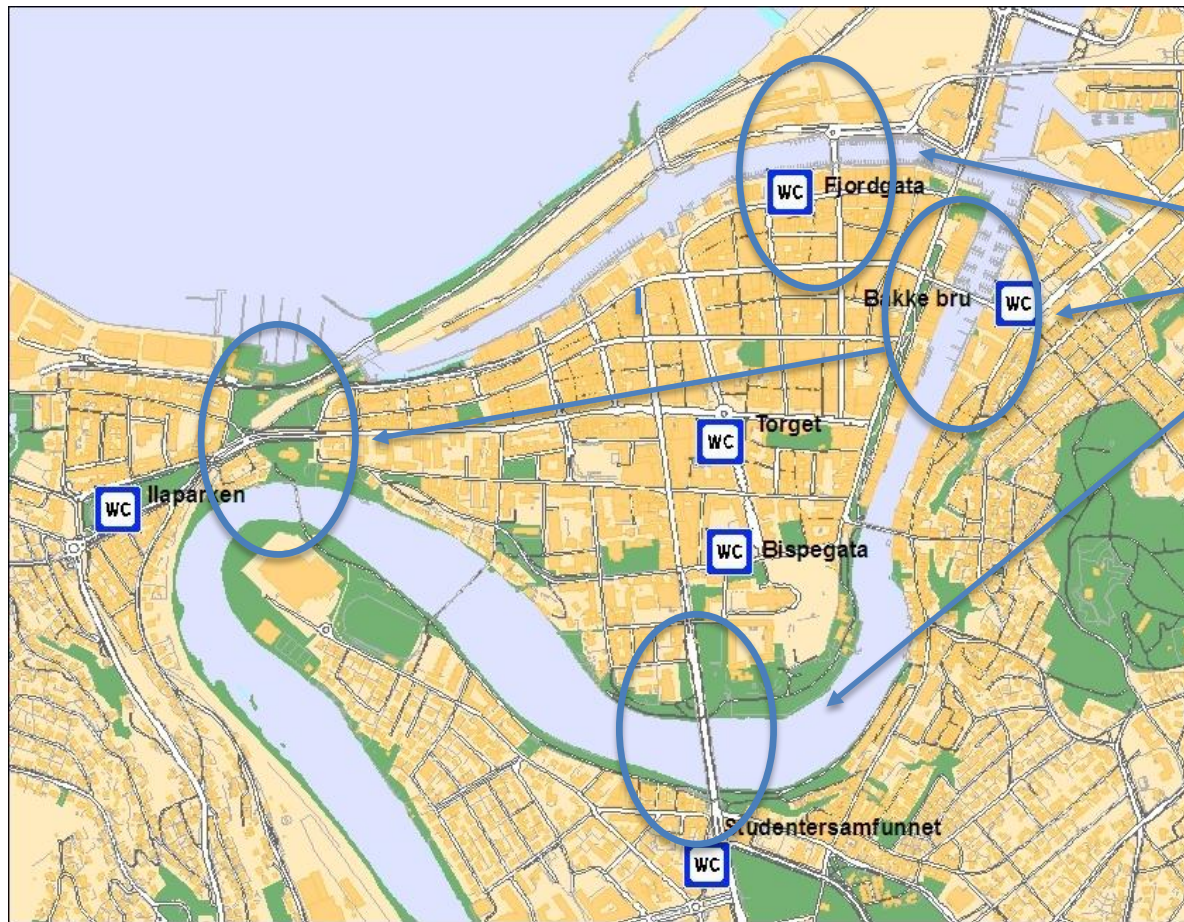 WC Fjordgata
Bakke bru WC
WC Torget
WC Ilaparken
WC Bispegata
Studentersamfunnet
WC